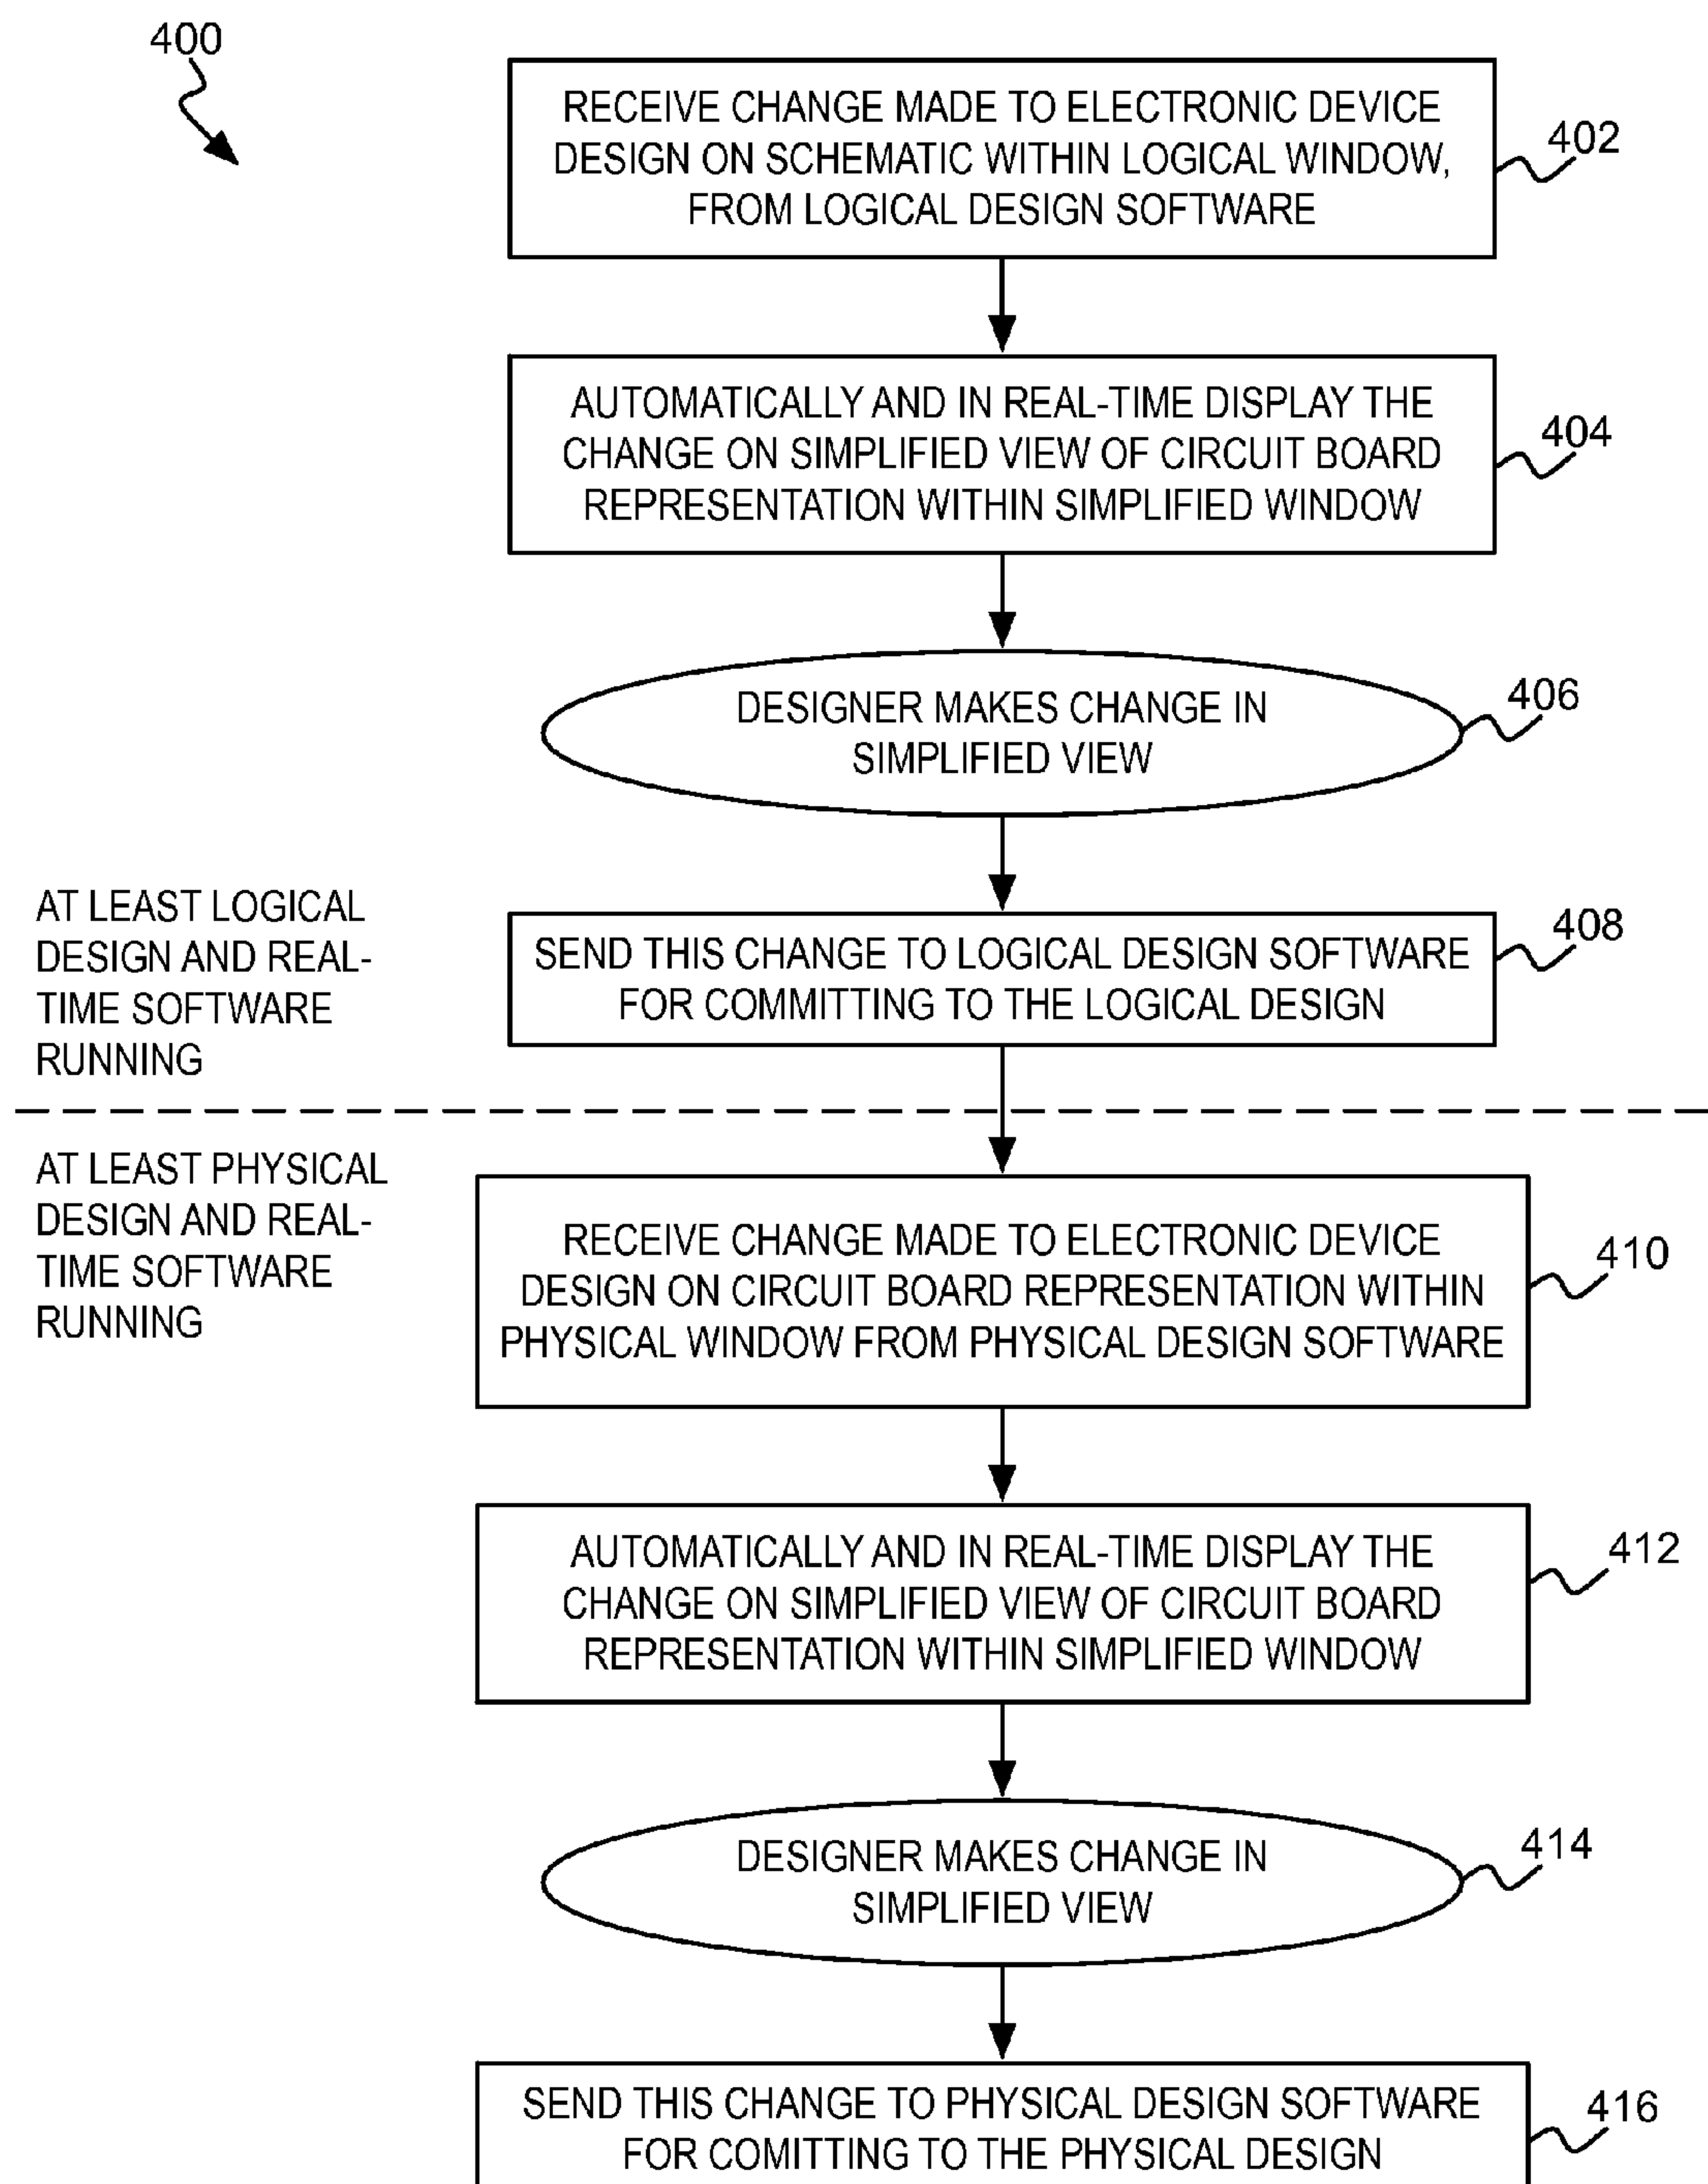 400
RECEIVE CHANGE MADE TO ELECTRONIC DEVICE
DESIGN ON SCHEMATIC WITHIN LOGICAL WINDOW,
FROM LOGICAL DESIGN SOFTWARE
402
AUTOMATICALLY AND IN REAL-TIME DISPLAY THE
CHANGE ON SIMPLIFIED VIEW OF CIRCUIT BOARD
REPRESENTATION WITHIN SIMPLIFIED WINDOW
404
DESIGNER MAKES CHANGE IN
SIMPLIFIED VIEW
406
AT LEAST LOGICAL
DESIGN AND REAL-
TIME SOFTWARE
RUNNING
SEND THIS CHANGE TO LOGICAL DESIGN SOFTWARE
FOR COMMITTING TO THE LOGICAL DESIGN
408
AT LEAST PHYSICAL
DESIGN AND REAL-
TIME SOFTWARE
RUNNING
RECEIVE CHANGE MADE TO ELECTRONIC DEVICE
DESIGN ON CIRCUIT BOARD REPRESENTATION WITHIN
PHYSICAL WINDOW FROM PHYSICAL DESIGN SOFTWARE
410
AUTOMATICALLY AND IN REAL-TIME DISPLAY THE
CHANGE ON SIMPLIFIED VIEW OF CIRCUIT BOARD
REPRESENTATION WITHIN SIMPLIFIED WINDOW
412
DESIGNER MAKES CHANGE IN
SIMPLIFIED VIEW
414
SEND THIS CHANGE TO PHYSICAL DESIGN SOFTWARE
FOR COMITTING TO THE PHYSICAL DESIGN
416